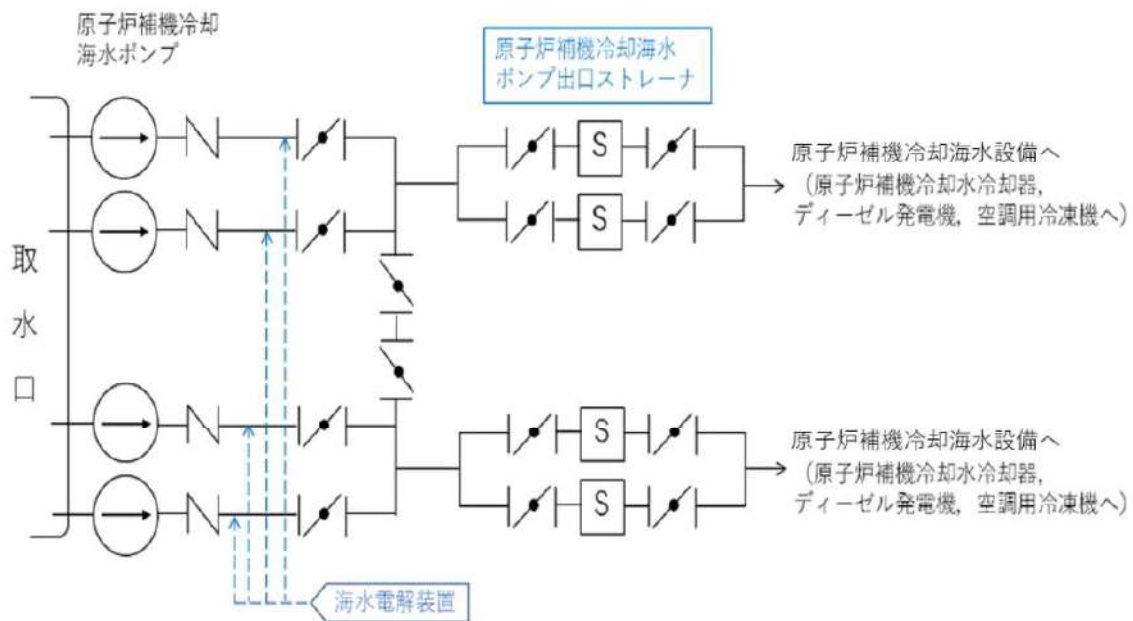 原子炉補機冷却
海水ポンプ
原子炉補機冷却海水
ポンプ出口ストレーナ
取水口
S
S
原子炉補機冷却海水設備へ
（原子炉補機冷却水冷却器，
ディーゼル発電機，空調用冷凍機へ）
S
S
原子炉補機冷却海水設備へ
（原子炉補機冷却水冷却器，
ディーゼル発電機，空調用冷凍機へ）
海水電解装置